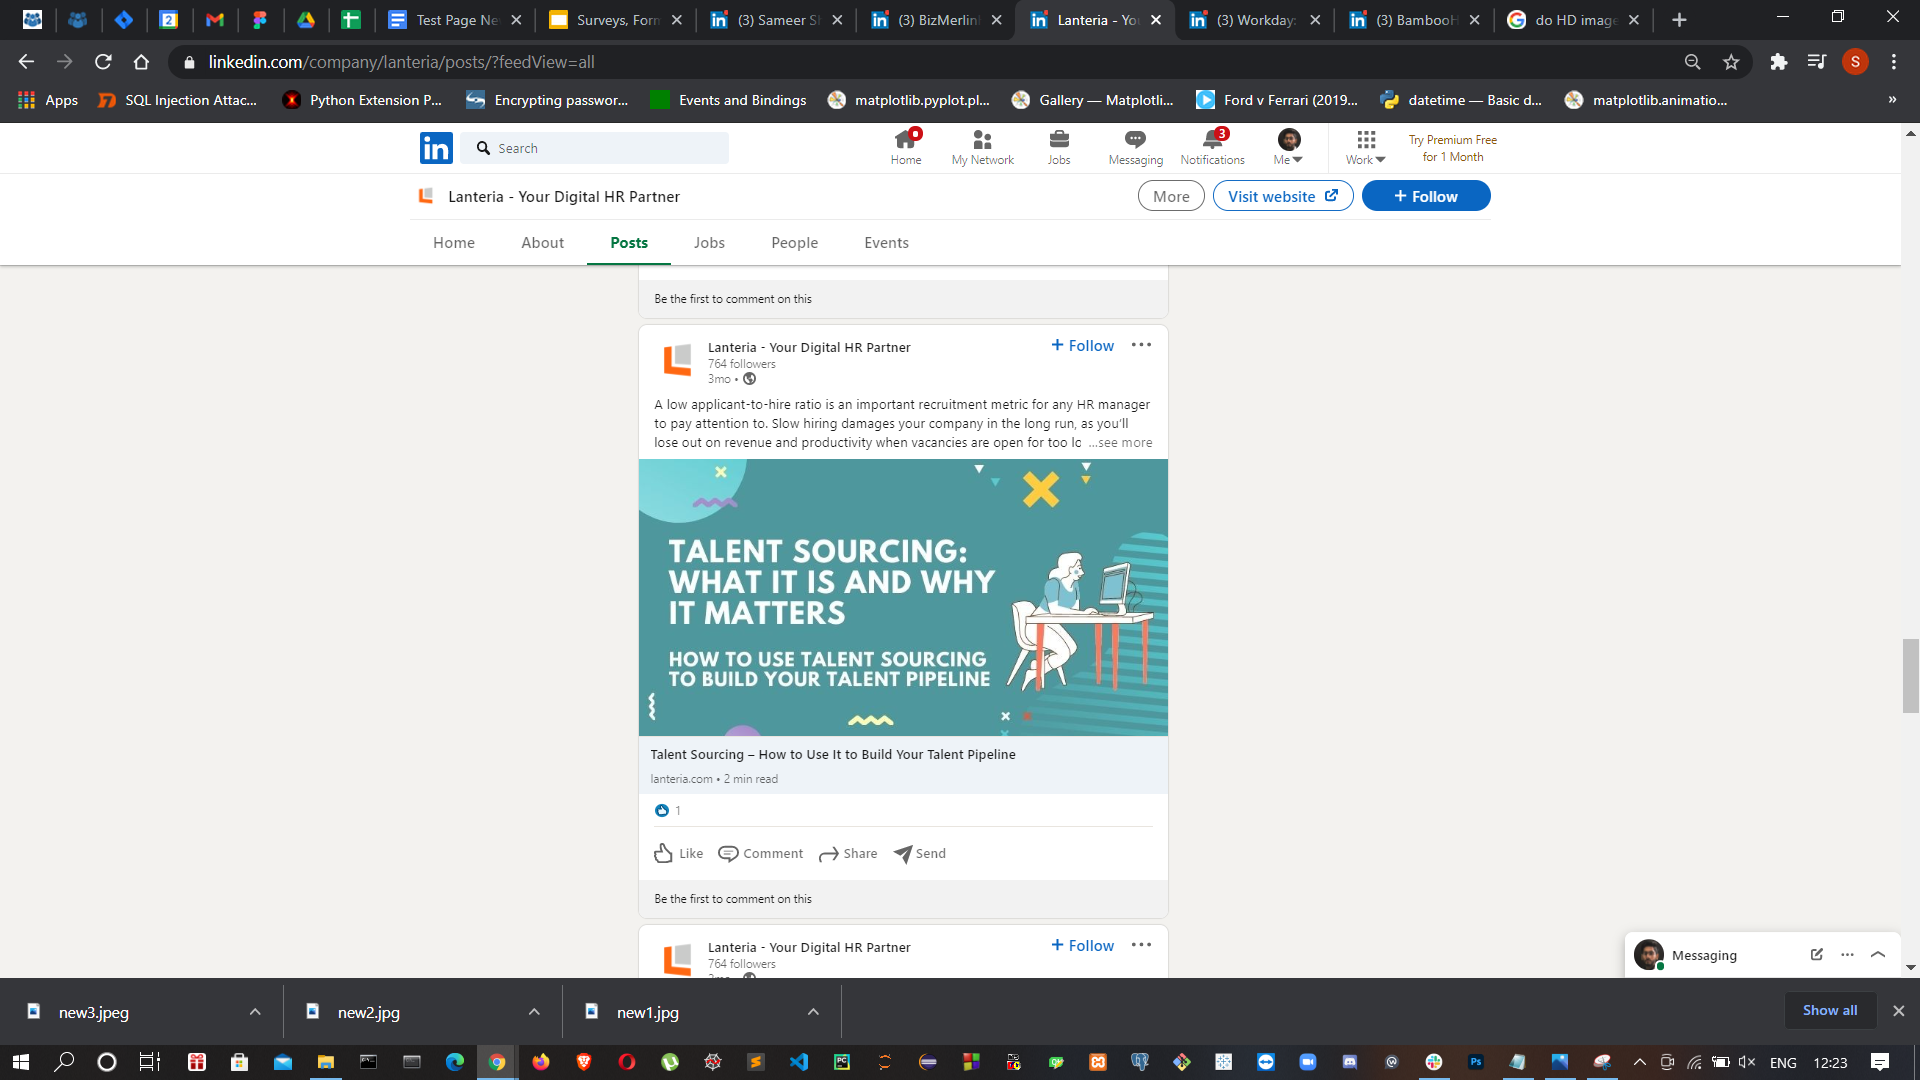 Test Page Ne
Surveys, Form
(3) Sameer Sh
(3) BizMerlin
Lanteria - You
(3) Workday:
(3) BambooH
do HD image
linkedin.com/company/lanteria/posts/?feedView=all
S
Apps
SQL Injection Attac...
Python Extension P...
Encrypting passwor...
Events and Bindings
matplotlib.pyplot.pl...
Gallery — Matplotli...
Ford v Ferrari (2019...
datetime — Basic d...
matplotlib.animatio...
»
in
Search
Home
My Network
Jobs
Messaging
3
Notifications
Me
Work
Try Premium Free
for 1 Month
Lanteria - Your Digital HR Partner
More
Visit website
+ Follow
Home
About
Posts
Jobs
People
Events
Be the first to comment on this
Lanteria - Your Digital HR Partner
764 followers
3mo •
+ Follow
A low applicant-to-hire ratio is an important recruitment metric for any HR manager
to pay attention to. Slow hiring damages your company in the long run, as you'll
lose out on revenue and productivity when vacancies are open for too lo ...see more
TALENT SOURCING:
WHAT IT IS AND WHY
IT MATTERS
HOW TO USE TALENT SOURCING
TO BUILD YOUR TALENT PIPELINE
Talent Sourcing – How to Use It to Build Your Talent Pipeline
lanteria.com • 2 min read
1
Like
Comment
Share
Send
Be the first to comment on this
Lanteria - Your Digital HR Partner
764 followers
+ Follow
Messaging
new3.jpeg
new2.jpg
new1.jpg
Show all
ENG
12:23